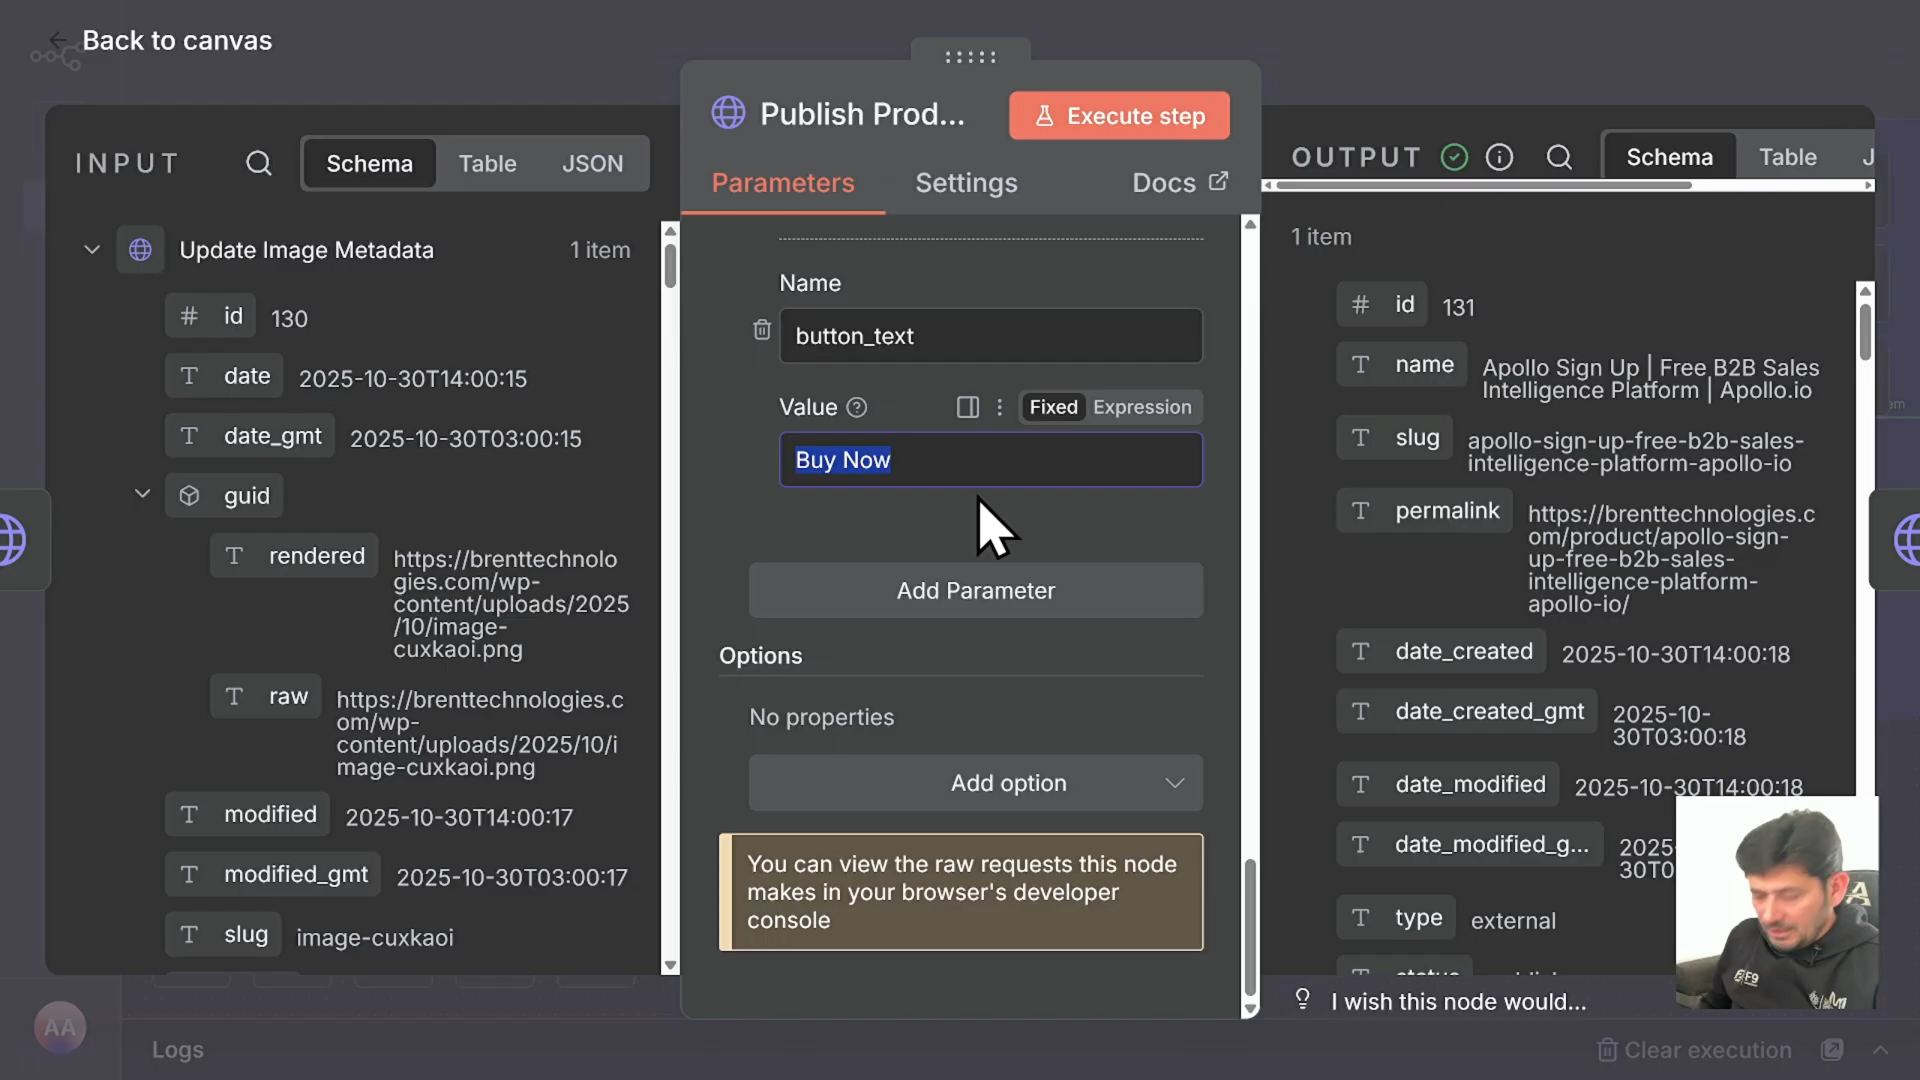 Back to canvas
INPUT
Schema
Table
JSON
Update Image Metadata
1 item
# id
130
T date
2025-10-30T14:00:15
T date_gmt
2025-10-30T03:00:15
guid
T rendered
https://brenttechnolo
gies.com/wp-
content/uploads/2025
/10/image-
cuxkaoi.png
T raw
https://brenttechnologies.c
om/wp-
content/uploads/2025/10/i
mage-cuxkaoi.png
T modified
2025-10-30T14:00:17
T modified_gmt
2025-10-30T03:00:17
T slug
image-cuxkaoi
Publish Prod...
Execute step
Parameters
Settings
Docs
Name
button_text
Value
Fixed
Expression
Buy Now
Add Parameter
Options
No properties
Add option
You can view the raw requests this node
makes in your browser's developer
console
OUTPUT
Schema
Table
J
1 item
# id
131
T name
Apollo Sign Up | Free B2B Sales
Intelligence Platform | Apollo.io
T slug
apollo-sign-up-free-b2b-sales-
intelligence-platform-apollo-io
T permalink
https://brenttechnologies.c
om/product/apollo-sign-
up-free-b2b-sales-
intelligence-platform-
apollo-io/
T date_created
2025-10-30T14:00:18
T date_created_gmt
2025-10-
30T03:00:18
T date_modified
2025-10-30T14:00:18
T date_modified_g...
2025
30T0
T type
external
I wish this node would...
AA
Logs
Clear execution